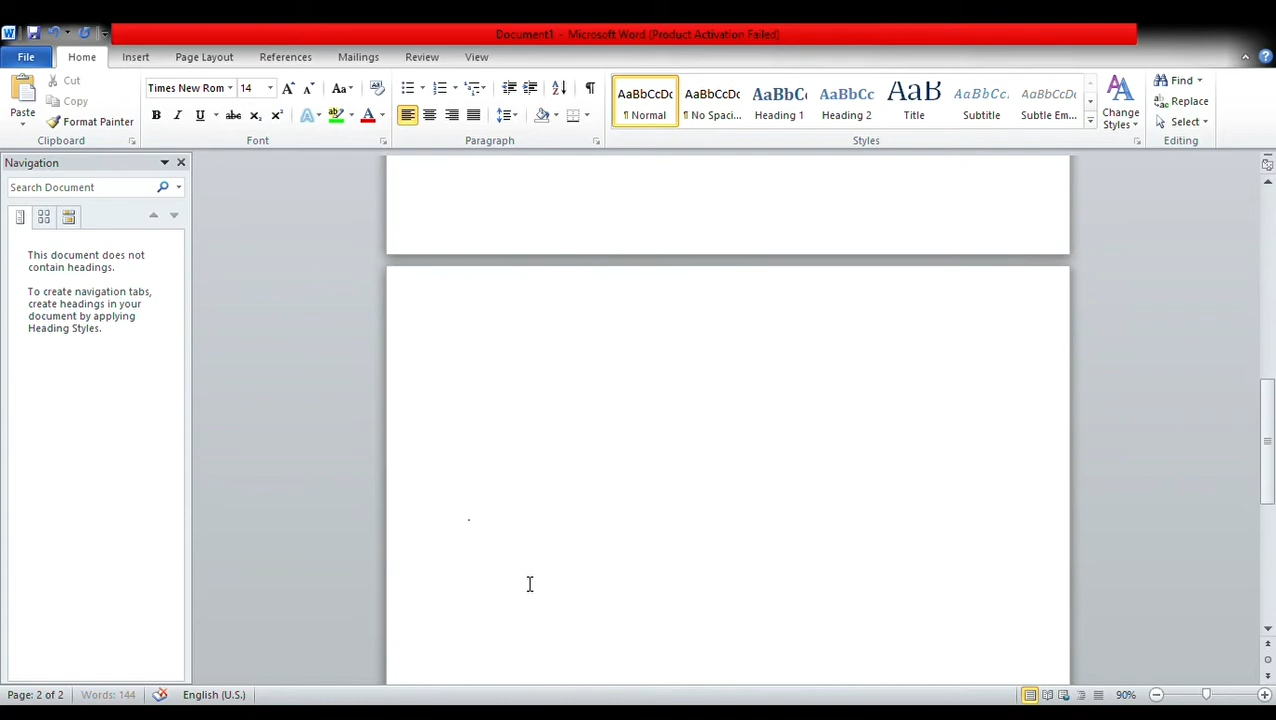 Document1 - Microsoft Word (Product Activation Failed)
File Home Insert Page Layout References Mailings Review View
Paste
Cut
Copy
Format Painter
Clipboard
Times New Rom 14
Font
Paragraph
AaBbCcDc AaBbCcDc AaBbCc AaBbCc AaB AaBbCc. AaBbCcDc
¶ Normal ¶ No Spaci... Heading 1 Heading 2 Title Subtitle Subtle Em...
Styles
Change Styles
Find
Replace
Select
Editing
Navigation
Search Document
This document does not
contain headings.
To create navigation tabs,
create headings in your
document by applying
Heading Styles.
.
Page: 2 of 2 Words: 144 English (U.S.) 90%